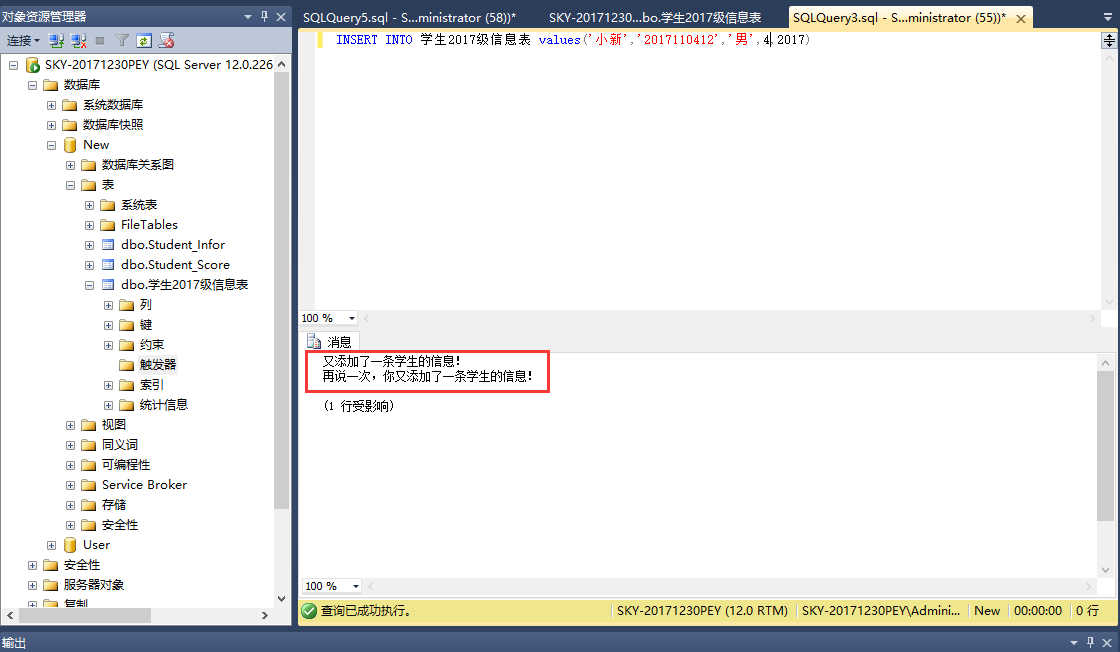 对象资源管理器
连接
SKY-20171230PEY (SQL Server 12.0.226
数据库
系统数据库
数据库快照
New
数据库关系图
表
系统表
FileTables
dbo.Student_Infor
dbo.Student_Score
dbo.学生2017级信息表
列
键
约束
触发器
索引
统计信息
视图
同义词
可编程性
Service Broker
存储
安全性
User
安全性
服务器对象
复制
SQLQuery5.sql - S...ministrator (58))*
SKY-20171230...bo.学生2017级信息表
SQLQuery3.sql - S...ministrator (55))*
INSERT INTO 学生2017级信息表 values('小新','2017110412','男',4,2017)
100 %
消息
又添加了一条学生的信息!
再说一次，你又添加了一条学生的信息!
(1 行受影响)
100 %
查询已成功执行。
SKY-20171230PEY (12.0 RTM)
SKY-20171230PEY\Admini...
New
00:00:00
0 行
输出